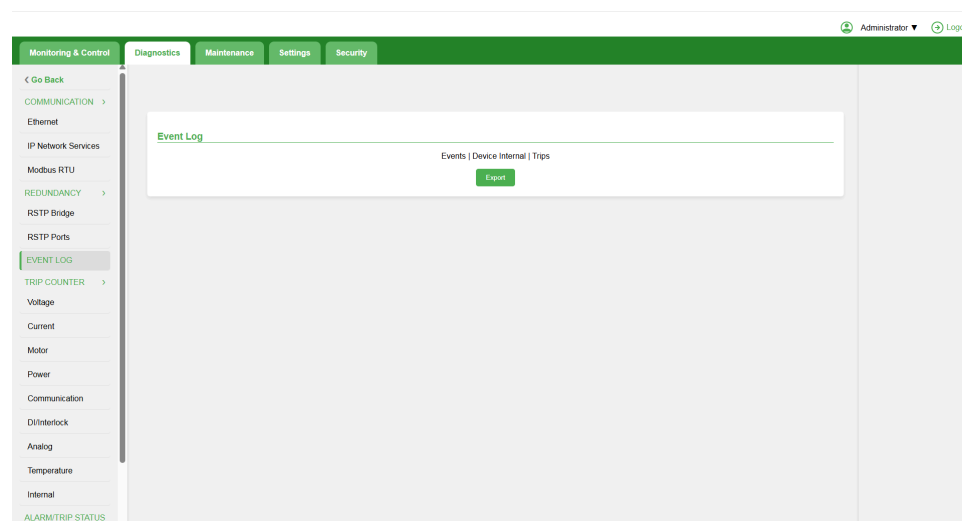 Administrator ▼
Monitoring & Control
Diagnostics
Maintenance
Settings
Security
Go Back
COMMUNICATION
Ethernet
IP Network Services
Modbus RTU
REDUNDANCY
RSTP Bridge
RSTP Ports
EVENT LOG
TRIP COUNTER
Voltage
Current
Motor
Power
Communication
DI/Interlock
Analog
Temperature
Internal
ALARM/TRIP STATUS
Event Log
Events | Device Internal | Trips
Export